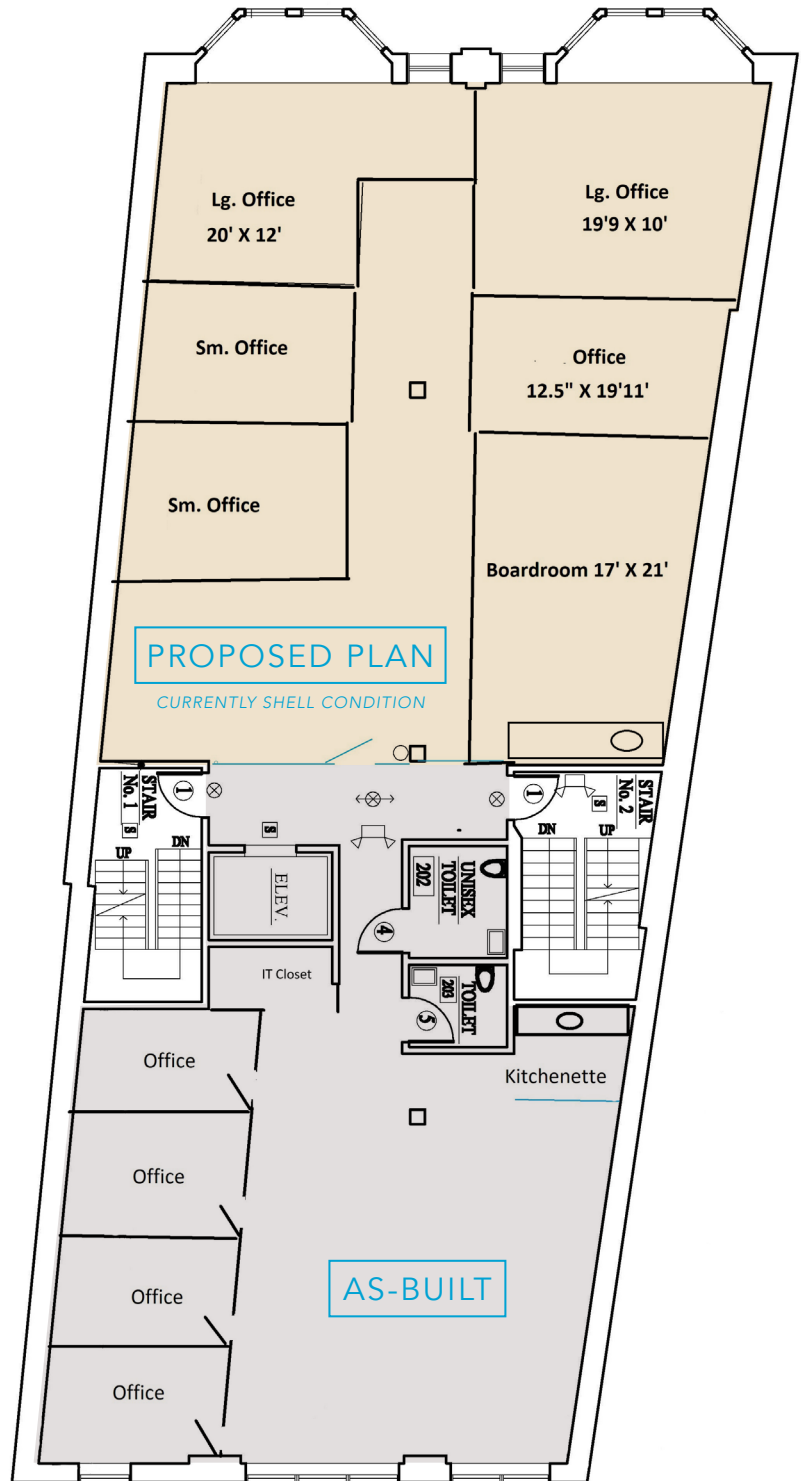 Lg. Office
20' X 12'
Lg. Office
19'9 X 10'
Sm. Office
Office
12.5" X 19'11'
Sm. Office
Boardroom 17' X 21'
PROPOSED PLAN
CURRENTLY SHELL CONDITION
STAIR
No. 1
1
S
UP
DN
S
ELEV.
UNISEX
TOILET
202
4
1
S
STAIR
No. 2
DN
UP
IT Closet
TOILET
203
5
Kitchenette
Office
Office
Office
Office
AS-BUILT